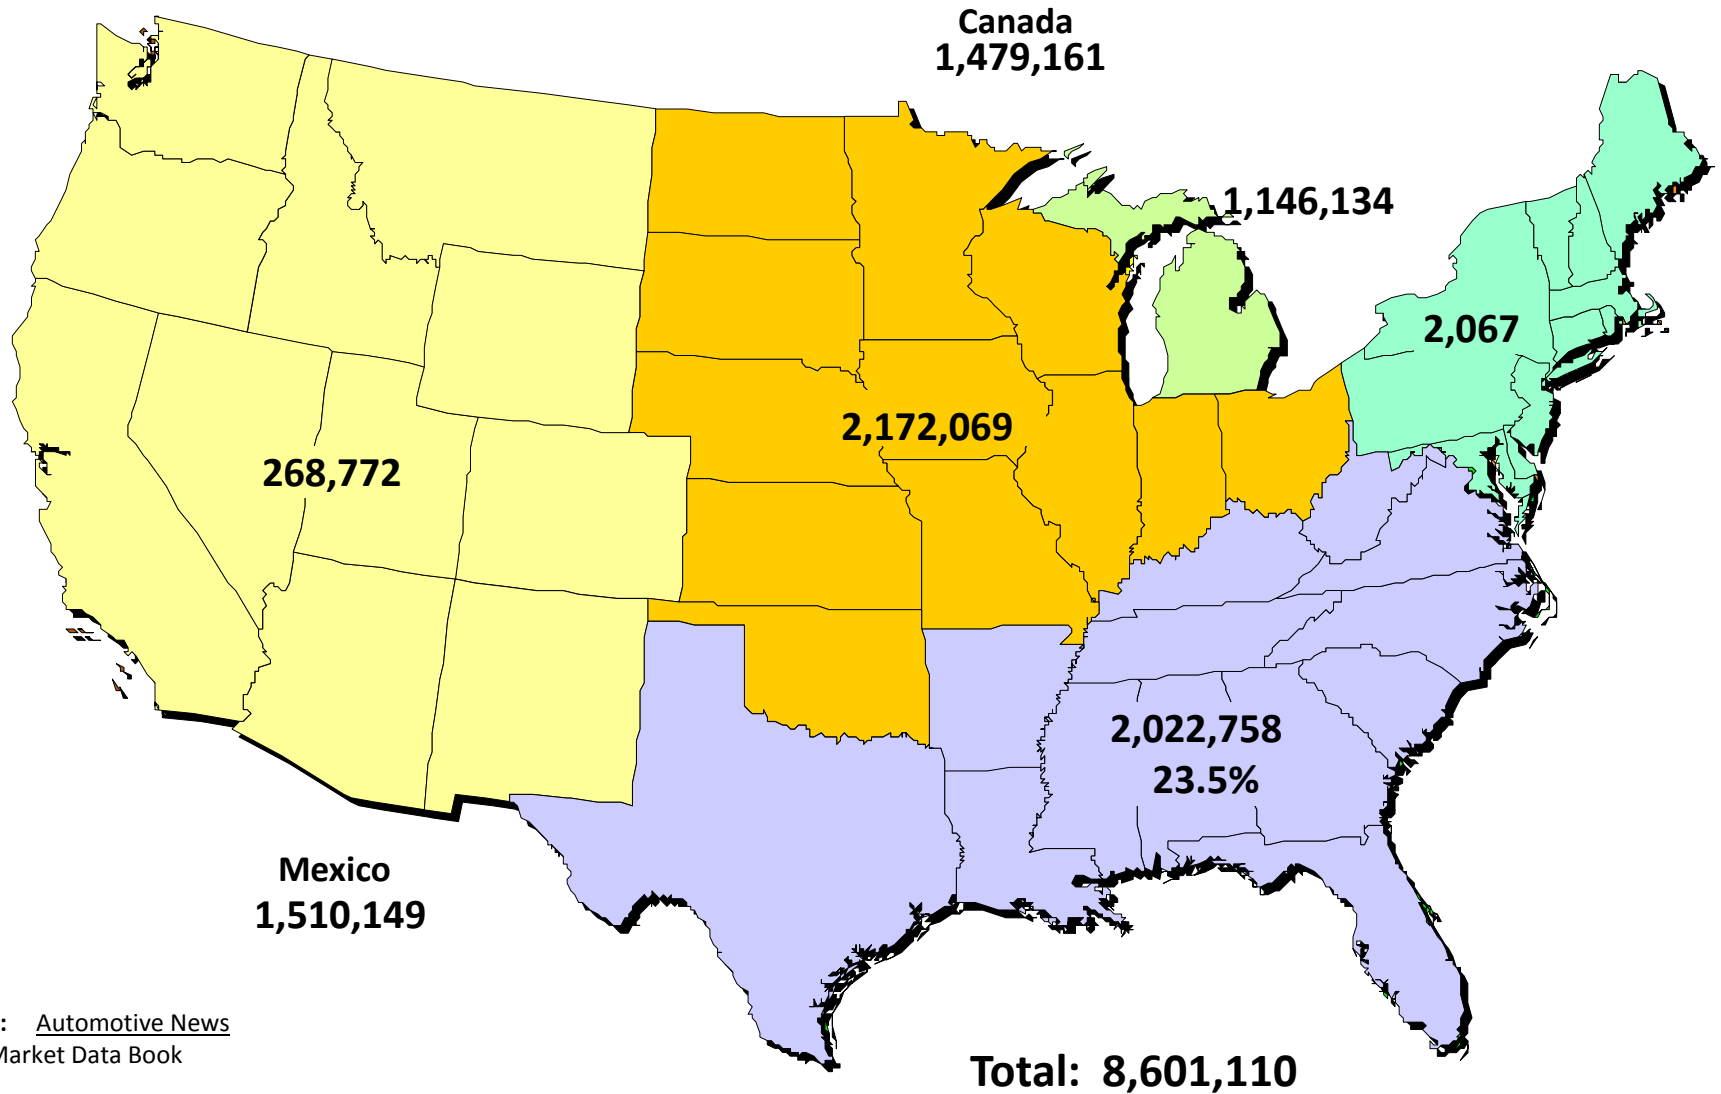 Canada
1,479,161
1,146,134
2,067
2,172,069
268,772
2,022,758
23.5%
Mexico
1,510,149
: Automotive News
Market Data Book
Total: 8,601,110